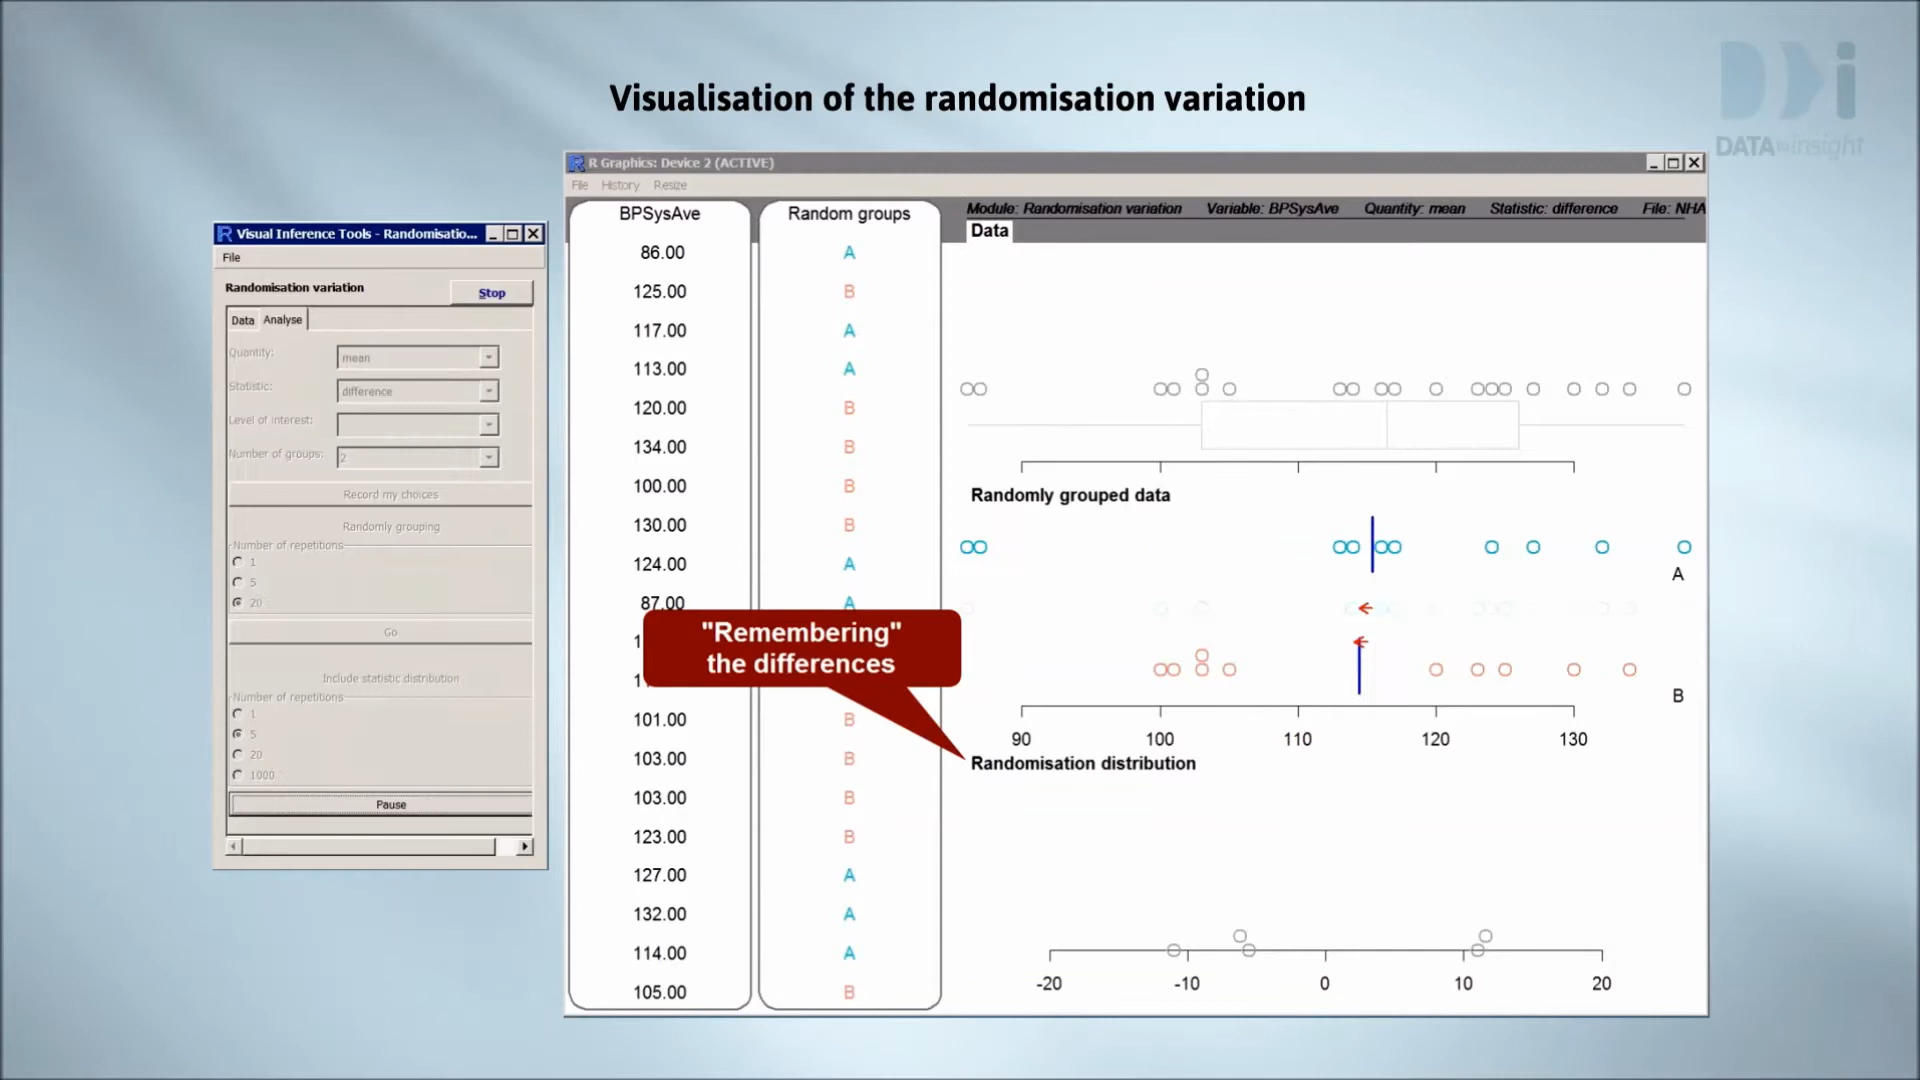 Visualisation of the randomisation variation
DATA to insight
R Graphics: Device 2 (ACTIVE)
File History Resize
Visual Inference Tools - Randomisatio...
File
Randomisation variation
Stop
Data Analyse
Quantity: mean
Statistic: difference
Level of interest:
Number of groups: 2
Record my choices
Randomly grouping
Number of repetitions
1
5
20
Go
Include statistic distribution
Number of repetitions
1
5
20
1000
Pause
BPSysAve Random groups
86.00 A
125.00 B
117.00 A
113.00 A
120.00 B
134.00 B
100.00 B
130.00 B
124.00 A
87.00 A
"Remembering"
the differences
101.00 B
103.00 B
103.00 B
123.00 B
127.00 A
132.00 A
114.00 A
105.00 B
Module: Randomisation variation Variable: BPSysAve Quantity: mean Statistic: difference File: NHA
Data
Randomly grouped data
A
B
90 100 110 120 130
Randomisation distribution
-20 -10 0 10 20